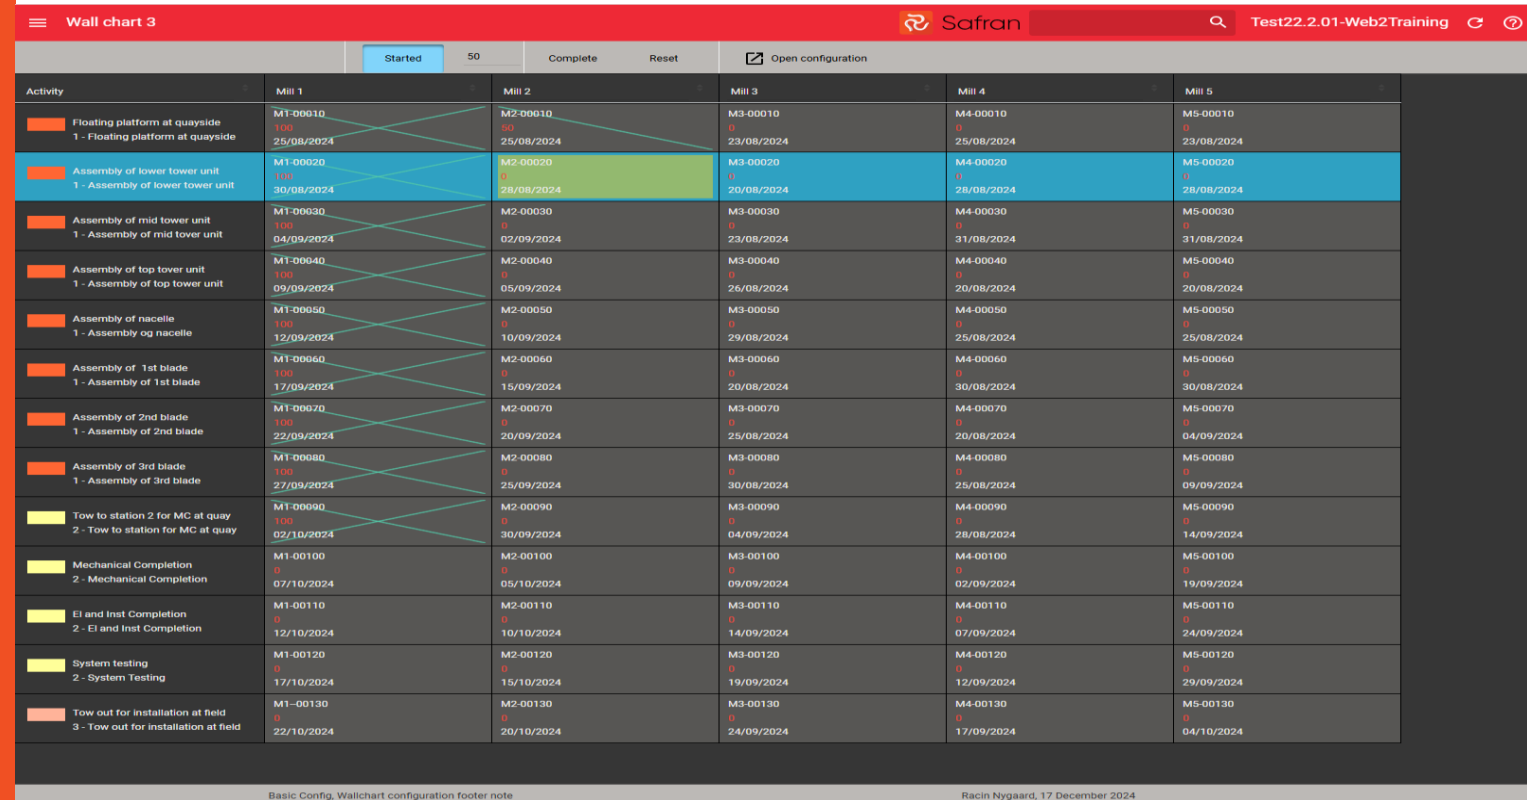 Wall chart 3
Safran
Test22.2.01-Web2Training
Started 50 Complete Reset Open configuration
Activity Mill 1 Mill 2 Mill 3 Mill 4 Mill 5
Floating platform at quayside
1 - Floating platform at quayside
M1-00010 M2-00010 M3-00010 M4-00010 M5-00010
100 50 0 0 0
25/08/2024 25/08/2024 23/08/2024 25/08/2024 23/08/2024
Assembly of lower tower unit
1 - Assembly of lower tower unit
M1-00020 M2-00020 M3-00020 M4-00020 M5-00020
100 0 0 0 0
30/08/2024 28/08/2024 20/08/2024 28/08/2024 28/08/2024
Assembly of mid tower unit
1 - Assembly of mid tover unit
M1-00030 M2-00030 M3-00030 M4-00030 M5-00030
100 0 0 0 0
04/09/2024 02/09/2024 23/08/2024 31/08/2024 31/08/2024
Assembly of top tover unit
1 - Assembly of top tower unit
M1-00040 M2-00040 M3-00040 M4-00040 M5-00040
100 0 0 0 0
09/09/2024 05/09/2024 26/08/2024 20/08/2024 20/08/2024
Assembly of nacelle
1 - Assembly og nacelle
M1-00050 M2-00050 M3-00050 M4-00050 M5-00050
100 0 0 0 0
12/09/2024 10/09/2024 29/08/2024 25/08/2024 25/08/2024
Assembly of 1st blade
1 - Assembly of 1st blade
M1-00060 M2-00060 M3-00060 M4-00060 M5-00060
100 0 0 0 0
17/09/2024 15/09/2024 20/08/2024 30/08/2024 30/08/2024
Assembly of 2nd blade
1 - Assembly of 2nd blade
M1-00070 M2-00070 M3-00070 M4-00070 M5-00070
100 0 0 0 0
22/09/2024 20/09/2024 25/08/2024 20/08/2024 04/09/2024
Assembly of 3rd blade
1 - Assembly of 3rd blade
M1-00080 M2-00080 M3-00080 M4-00080 M5-00080
100 0 0 0 0
27/09/2024 25/09/2024 30/08/2024 25/08/2024 09/09/2024
Tow to station 2 for MC at quay
2 - Tow to station for MC at quay
M1-00090 M2-00090 M3-00090 M4-00090 M5-00090
100 0 0 0 0
02/10/2024 30/09/2024 04/09/2024 28/08/2024 14/09/2024
Mechanical Completion
2 - Mechanical Completion
M1-00100 M2-00100 M3-00100 M4-00100 M5-00100
0 0 0 0 0
07/10/2024 05/10/2024 09/09/2024 02/09/2024 19/09/2024
El and Inst Completion
2 - El and Inst Completion
M1-00110 M2-00110 M3-00110 M4-00110 M5-00110
0 0 0 0 0
12/10/2024 10/10/2024 14/09/2024 07/09/2024 24/09/2024
System testing
2 - System Testing
M1-00120 M2-00120 M3-00120 M4-00120 M5-00120
0 0 0 0 0
17/10/2024 15/10/2024 19/09/2024 12/09/2024 29/09/2024
Tow out for installation at field
3 - Tow out for installation at field
M1--00130 M2-00130 M3-00130 M4-00130 M5-00130
0 0 0 0 0
22/10/2024 20/10/2024 24/09/2024 17/09/2024 04/10/2024
Basic Config, Wallchart configuration footer note
Racin Nygaard, 17 December 2024